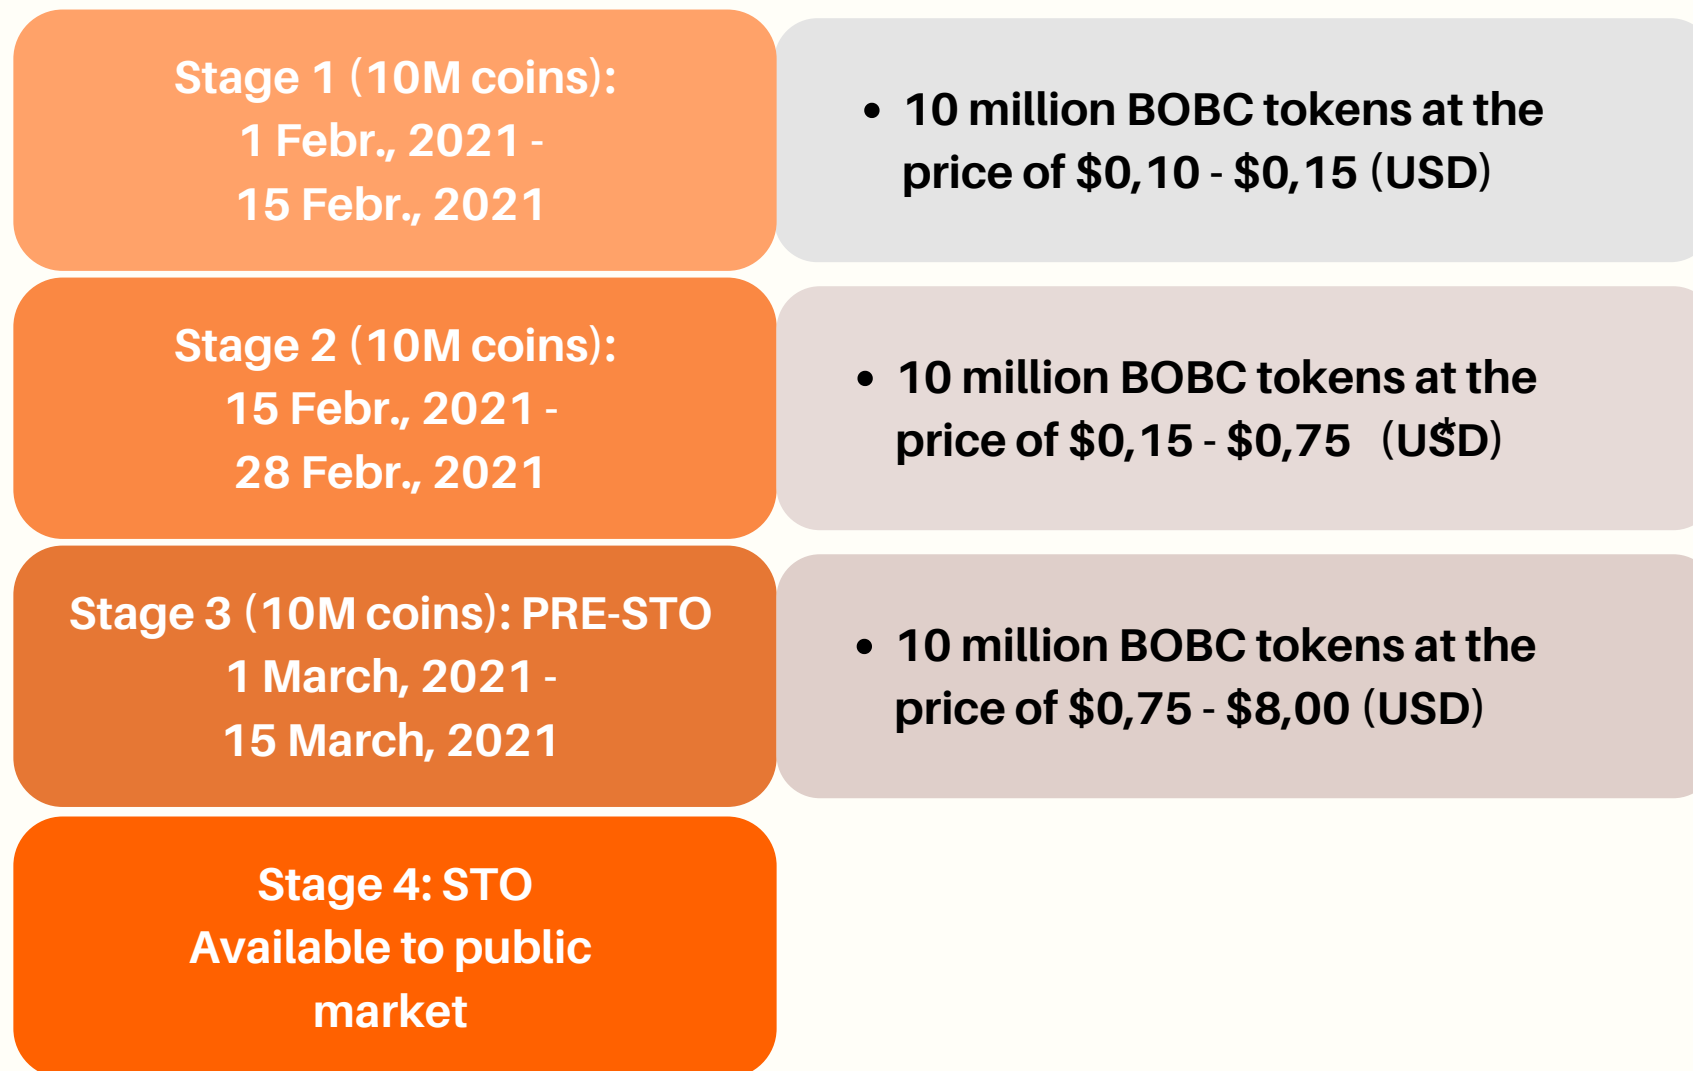 Stage 1 (10M coins):
1 Febr., 2021 -
15 Febr., 2021
• 10 million BOBC tokens at the
price of $0,10 - $0,15 (USD)
Stage 2 (10M coins):
15 Febr., 2021 -
28 Febr., 2021
• 10 million BOBC tokens at the
price of $0,15 - $0,75 (USD)*
Stage 3 (10M coins): PRE-STO
1 March, 2021 -
15 March, 2021
• 10 million BOBC tokens at the
price of $0,75 - $8,00 (USD)
Stage 4: STO
Available to public
market